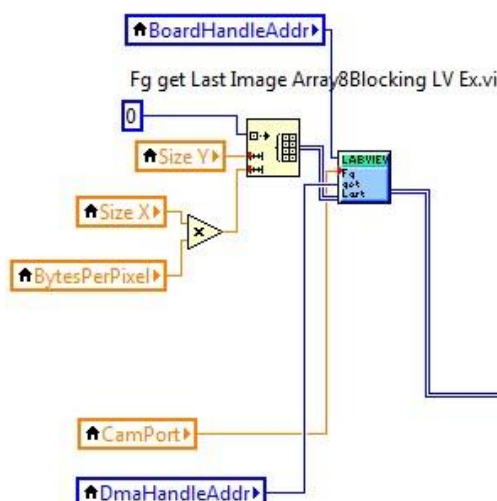 BoardHandleAddr
Fg get Last Image Array8Blocking LV Ex.vi
0
Size Y
LABVIEW
Fg
get
Last
Size X
BytesPerPixel
CamPort
DmaHandleAddr